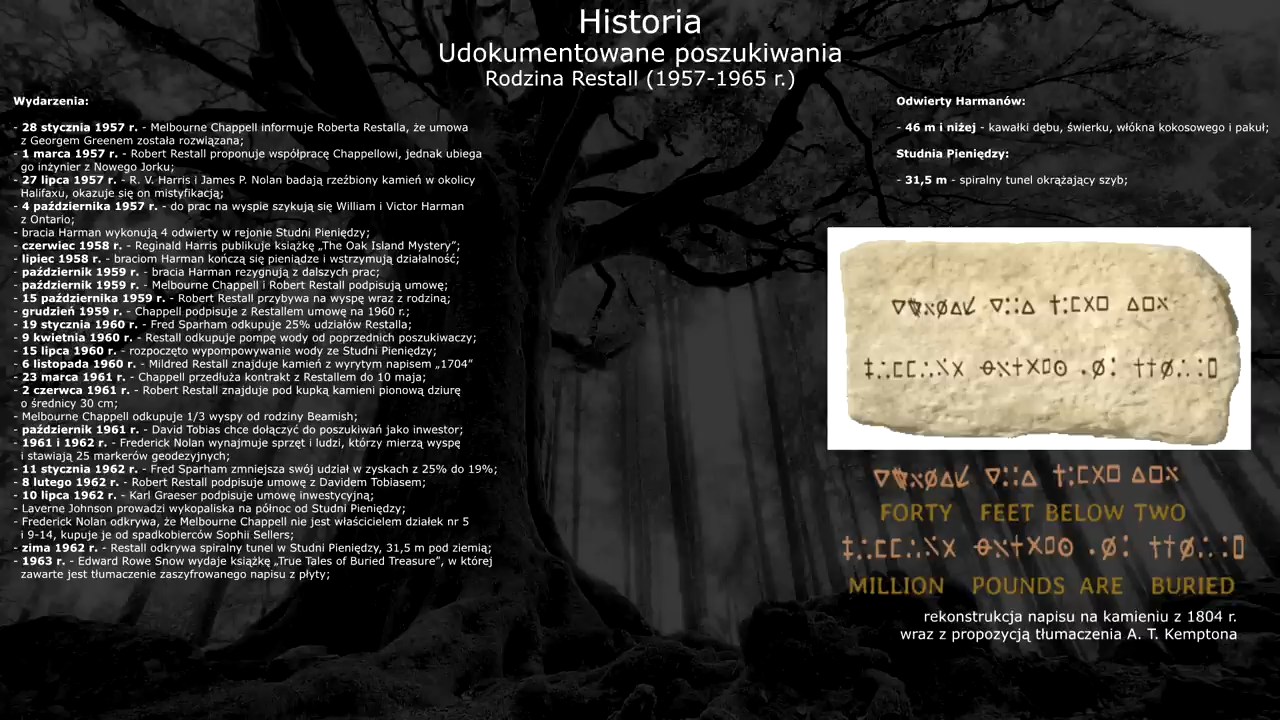 Historia
Udokumentowane poszukiwania
Rodzina Restall (1957-1965 r.)
Wydarzenia:
- 28 stycznia 1957 r. - Melbourne Chappell informuje Roberta Restalla, że umowa
z Georgem Greenem została rozwiązana;
- 1 marca 1957 r. - Robert Restall proponuje współpracę Chappellowi, jednak ubiega
go inżynier z Nowego Jorku;
- 27 lipca 1957 r. - R. V. Harris i James P. Nolan badają rzeźbiony kamień w okolicy
Halifaxu, okazuje się on mistyfikacją;
- 4 października 1957 r. - do prac na wyspie szykują się William i Victor Harman
z Ontario;
- bracia Harman wykonują 4 odwierty w rejonie Studni Pieniędzy;
- czerwiec 1958 r. - Reginald Harris publikuje książkę „The Oak Island Mystery”;
- lipiec 1958 r. - braciom Harman kończą się pieniądze i wstrzymują działalność;
- październik 1959 r. - bracia Harman rezygnują z dalszych prac;
- październik 1959 r. - Melbourne Chappell i Robert Restall podpisują umowę;
- 15 października 1959 r. - Robert Restall przybywa na wyspę wraz z rodziną;
- grudzień 1959 r. - Chappell podpisuje z Restallem umowę na 1960 r.;
- 19 stycznia 1960 r. - Fred Sparham odkupuje 25% udziałów Restalla;
- 9 kwietnia 1960 r. - Restall odkupuje pompę wody od poprzednich poszukiwaczy;
- 15 lipca 1960 r. - rozpoczęto wypompowywanie wody ze Studni Pieniędzy;
- 6 listopada 1960 r. - Mildred Restall znajduje kamień z wyrytym napisem „1704”
- 23 marca 1961 r. - Chappell przedłuża kontrakt z Restallem do 10 maja;
- 2 czerwca 1961 r. - Robert Restall znajduje pod kupką kamieni pionową dziurę
o średnicy 30 cm;
- Melbourne Chappell odkupuje 1/3 wyspy od rodziny Beamish;
- październik 1961 r. - David Tobias chce dołączyć do poszukiwań jako inwestor;
- 1961 i 1962 r. - Frederick Nolan wynajmuje sprzęt i ludzi, którzy mierzą wyspę
i stawiają 25 markerów geodezyjnych;
- 11 stycznia 1962 r. - Fred Sparham zmniejsza swój udział w zyskach z 25% do 19%;
- 8 lutego 1962 r. - Robert Restall podpisuje umowę z Davidem Tobiasem;
- 10 lipca 1962 r. - Karl Graeser podpisuje umowę inwestycyjną;
- Laverne Johnson prowadzi wykopaliska na północ od Studni Pieniędzy;
- Frederick Nolan odkrywa, że Melbourne Chappell nie jest właścicielem działek nr 5
i 9-14, kupuje je od spadkobierców Sophii Sellers;
- zima 1962 r. - Restall odkrywa spiralny tunel w Studni Pieniędzy, 31,5 m pod ziemią;
- 1963 r. - Edward Rowe Snow wydaje książkę „True Tales of Buried Treasure”, w której
zawarte jest tłumaczenie zaszyfrowanego napisu z płyty;
Odwierty Harmanów:
- 46 m i niżej - kawałki dębu, świerku, włókna kokosowego i pakuł;
Studnia Pieniędzy:
- 31,5 m - spiralny tunel okrążający szyb;
FORTY FEET BELOW TWO
MILLION POUNDS ARE BURIED
rekonstrukcja napisu na kamieniu z 1804 r.
wraz z propozycją tłumaczenia A. T. Kemptona